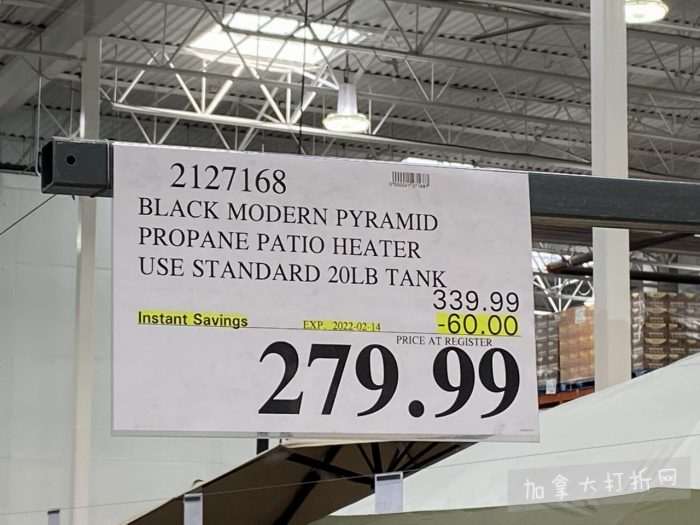 2127168
BLACK MODERN PYRAMID
PROPANE PATIO HEATER
USE STANDARD 20LB TANK
339.99
Instant Savings EXP. 2022-02-14 -60.00
PRICE AT REGISTER
279.99
加拿大打折网